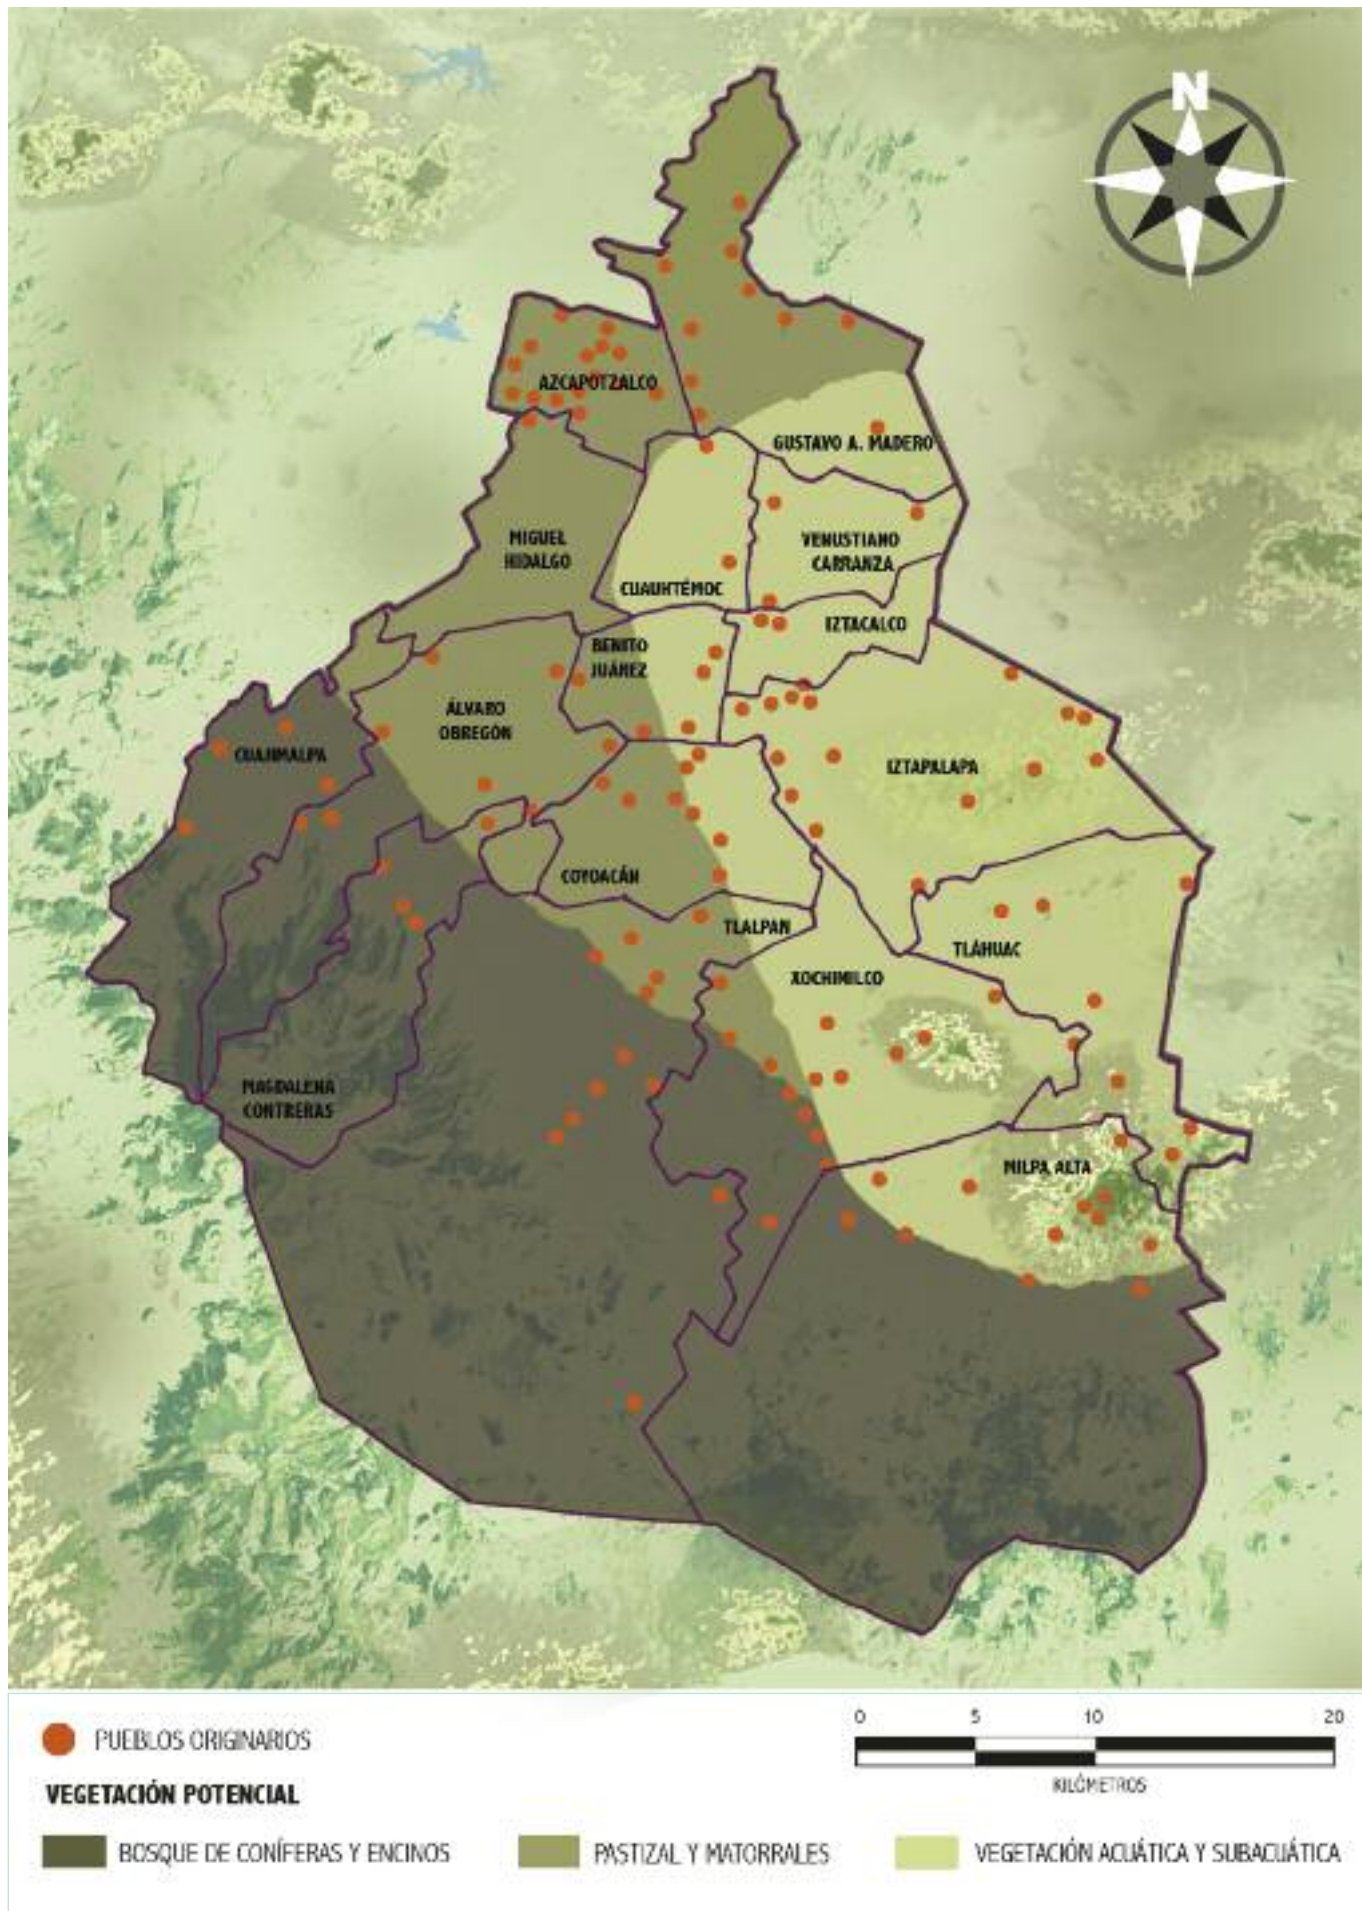 N
AZCAPOTZALCO
GUSTAVO A. MADERO
MIGUEL
HIDALGO
VENUSTIANO
CARRANZA
CUAUHTÉMOC
IZTACALCO
BENITO
JUÁREZ
ÁLVARO
OBREGÓN
CUAJIMALPA
IZTAPALAPA
COYOACÁN
TLALPAN
TLÁHUAC
XOCHIMILCO
MAGDALENA
CONTRERAS
MILPA ALTA
PUEBLOS ORIGINARIOS
0 5 10 20
KILÓMETROS
VEGETACIÓN POTENCIAL
BOSQUE DE CONÍFERAS Y ENCINOS
PASTIZAL Y MATORRALES
VEGETACIÓN ACUÁTICA Y SUBACUÁTICA